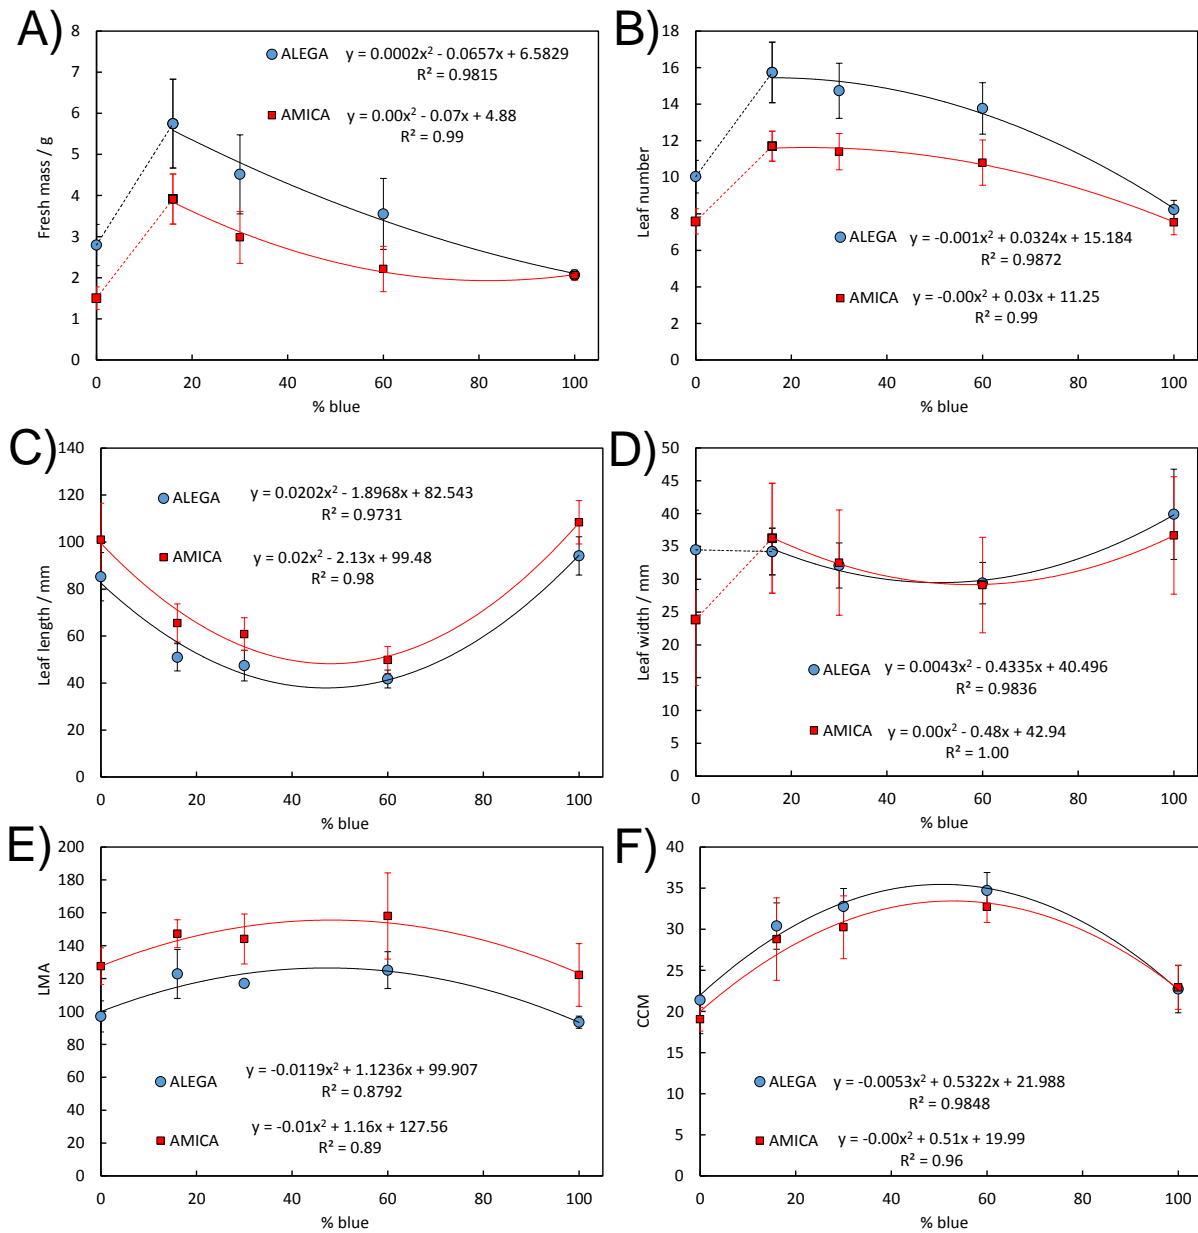 A)
8
7
6
5
4
3
2
1
0
Fresh mass / g
ALEGA y = 0.0002x² - 0.0657x + 6.5829
R² = 0.9815
AMICA y = 0.00x² - 0.07x + 4.88
R² = 0.99
0 20 40 60 80 100
% blue
B)
18
16
14
12
10
8
6
4
2
0
Leaf number
ALEGA y = -0.001x² + 0.0324x + 15.184
R² = 0.9872
AMICA y = -0.00x² + 0.03x + 11.25
R² = 0.99
0 20 40 60 80 100
% blue
C)
140
120
100
80
60
40
20
0
Leaf length / mm
ALEGA y = 0.0202x² - 1.8968x + 82.543
R² = 0.9731
AMICA y = 0.02x² - 2.13x + 99.48
R² = 0.98
0 20 40 60 80 100
% blue
D)
50
45
40
35
30
25
20
15
10
5
0
Leaf width / mm
ALEGA y = 0.0043x² - 0.4335x + 40.496
R² = 0.9836
AMICA y = 0.00x² - 0.48x + 42.94
R² = 1.00
0 20 40 60 80 100
% blue
E)
200
180
160
140
120
100
80
60
40
20
0
LMA
ALEGA y = -0.0119x² + 1.1236x + 99.907
R² = 0.8792
AMICA y = -0.01x² + 1.16x + 127.56
R² = 0.89
0 20 40 60 80 100
% blue
F)
40
35
30
25
20
15
10
5
0
CCM
ALEGA y = -0.0053x² + 0.5322x + 21.988
R² = 0.9848
AMICA y = -0.00x² + 0.51x + 19.99
R² = 0.96
0 20 40 60 80 100
% blue